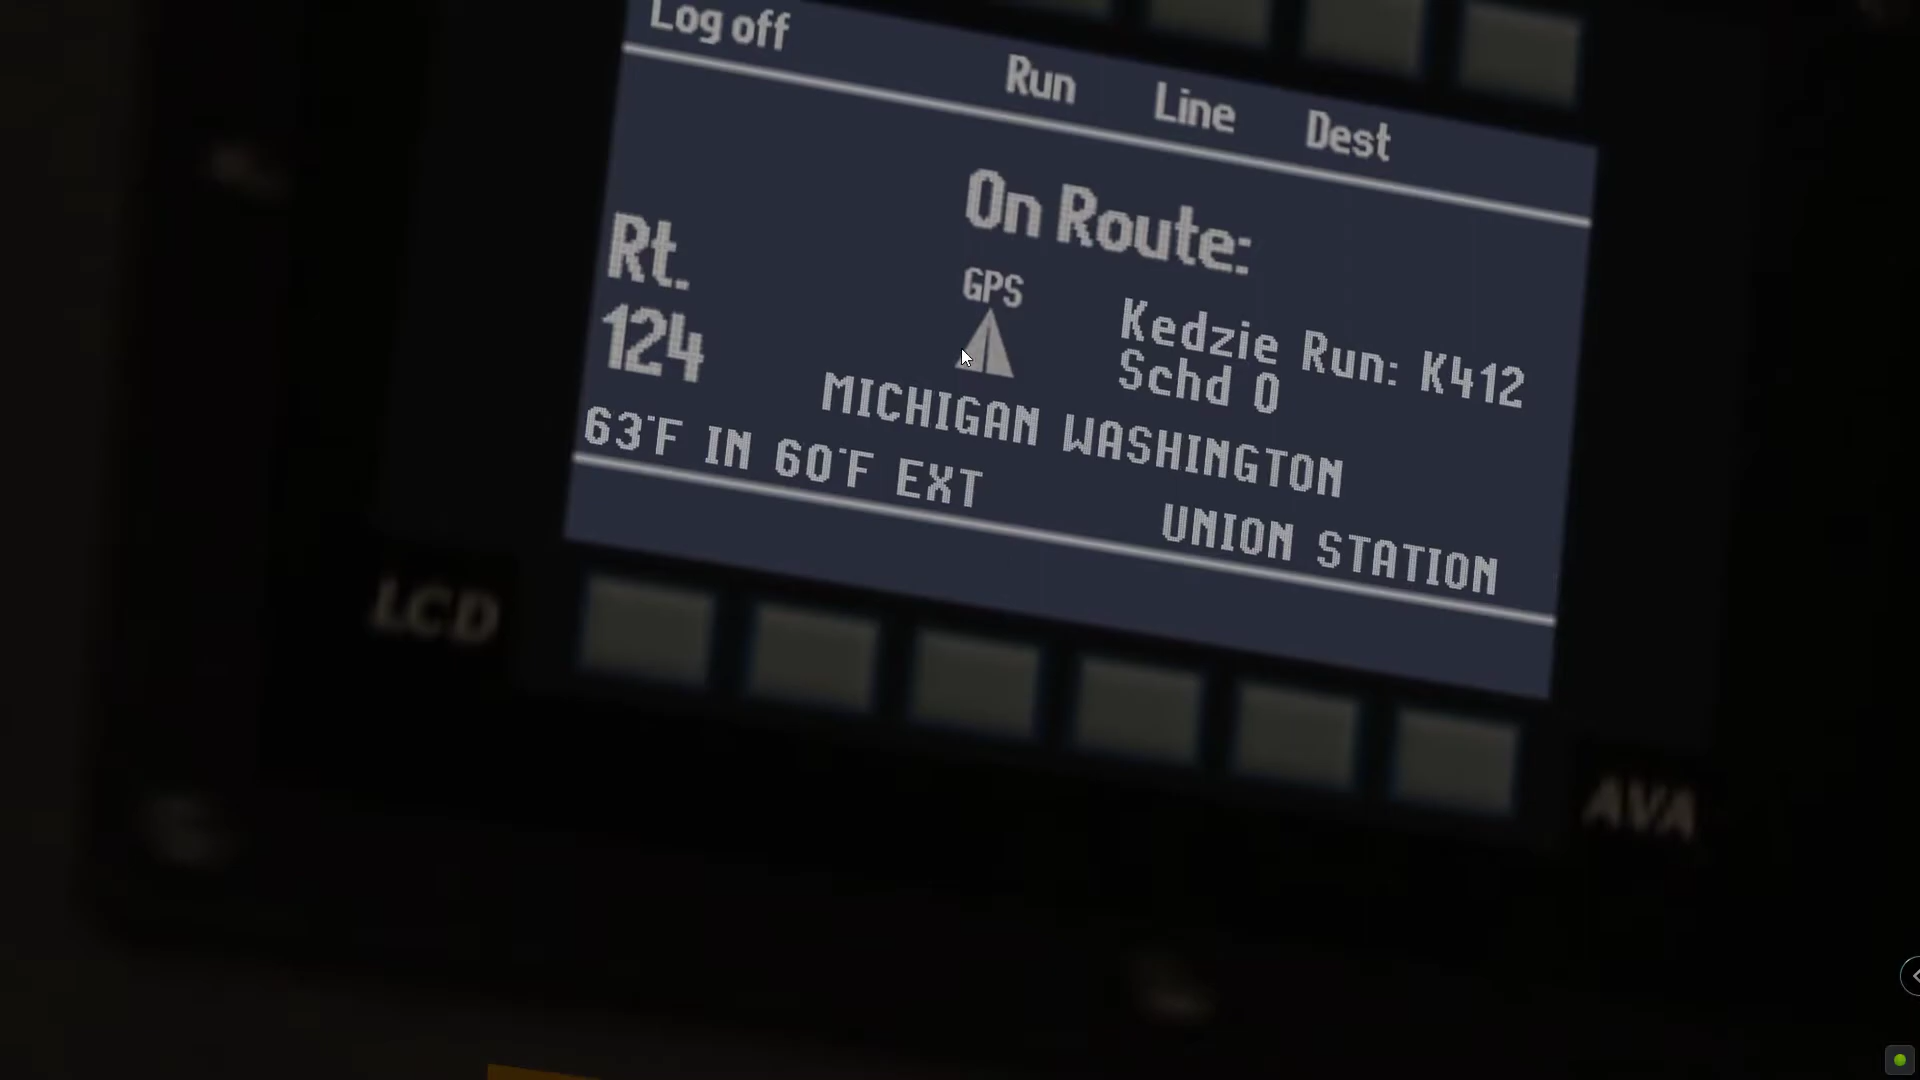 Log off
Run Line Dest
On Route:
Rt.
124
GPS
Kedzie Run: K412
Schd 0
MICHIGAN WASHINGTON
63°F IN 60°F EXT
UNION STATION
LCD
AVA